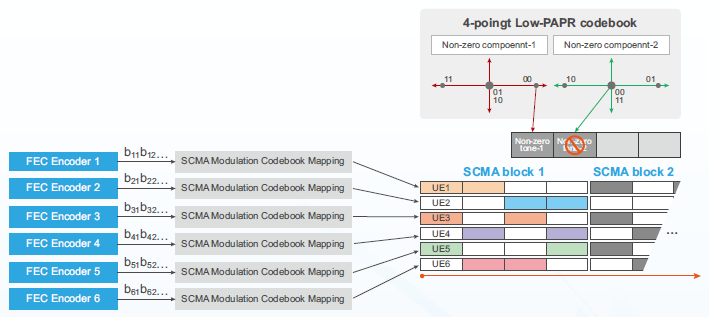 4-poingt Low-PAPR codebook
Non-zero compoennt-1
Non-zero compoennt-2
11
00
01
10
10
01
00
11
Non-zero
tone-1
Non-zero
FEC Encoder 1
b11b12...
SCMA Modulation Codebook Mapping
FEC Encoder 2
b21b22...
SCMA Modulation Codebook Mapping
FEC Encoder 3
b31b32...
SCMA Modulation Codebook Mapping
FEC Encoder 4
b41b42...
SCMA Modulation Codebook Mapping
FEC Encoder 5
b51b52...
SCMA Modulation Codebook Mapping
FEC Encoder 6
b61b62...
SCMA Modulation Codebook Mapping
SCMA block 1
SCMA block 2
UE1
UE2
UE3
UE4
UE5
UE6
...